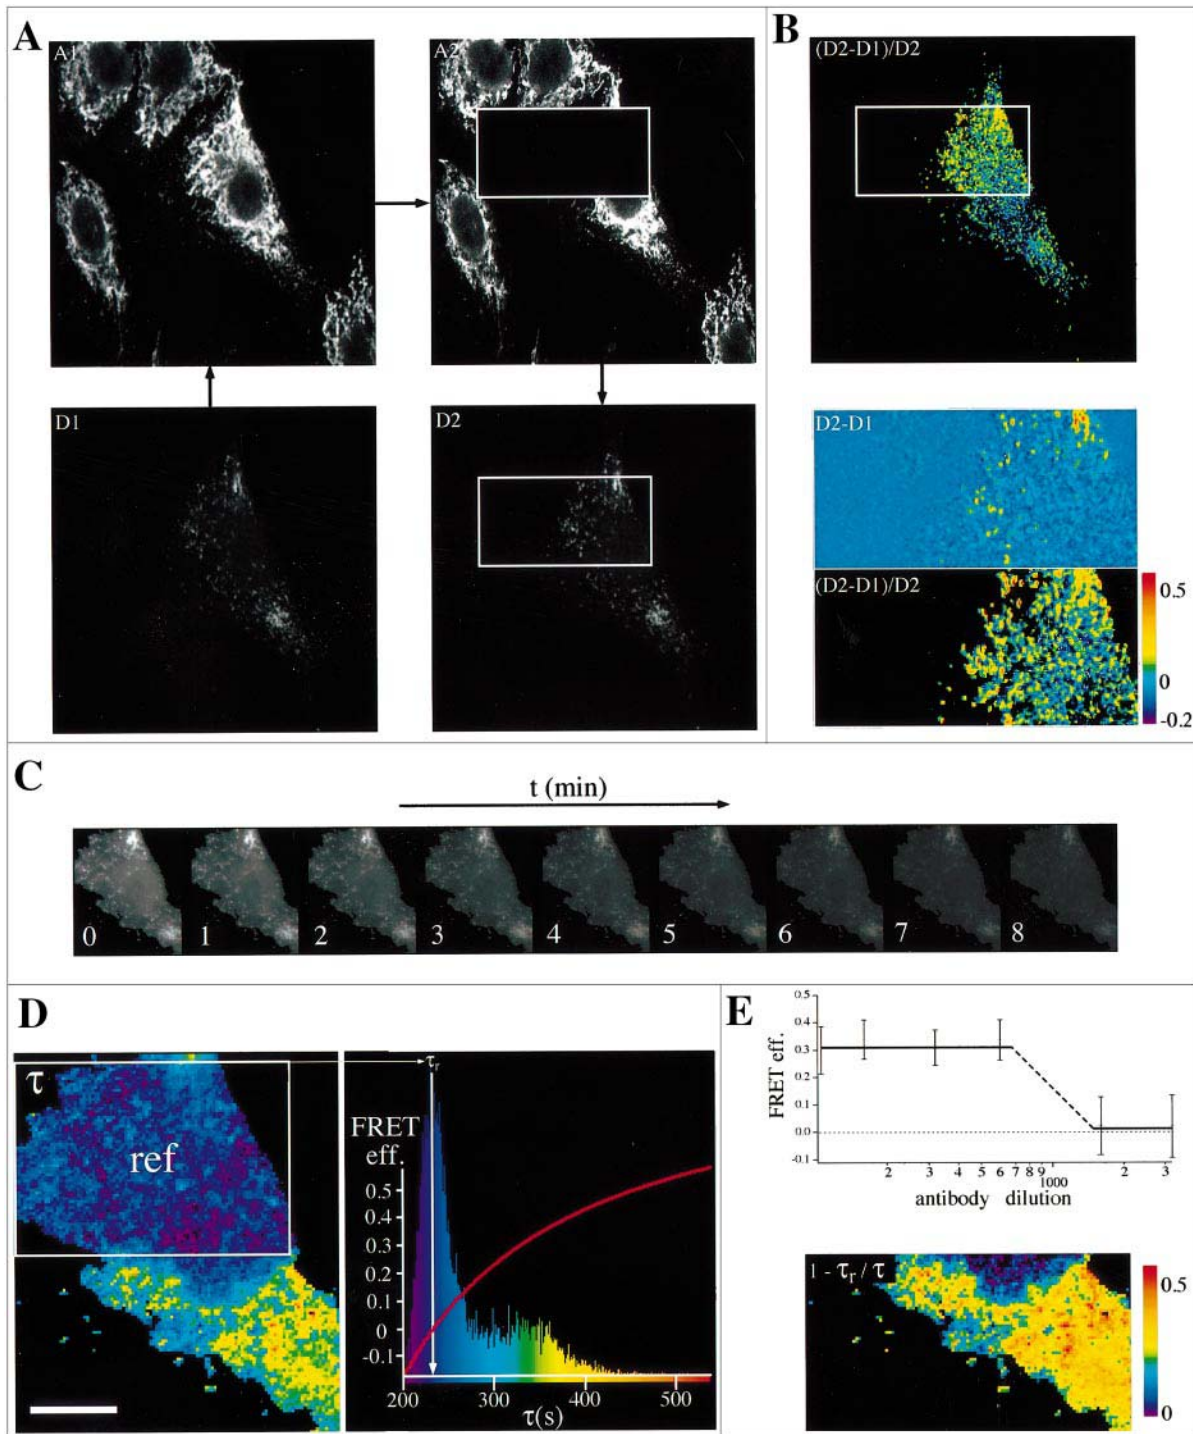 A
A1
A2
D1
D2
B
(D2-D1)/D2
D2-D1
(D2-D1)/D2
0.5
0
-0.2
C
t (min)
0 1 2 3 4 5 6 7 8
D
τ
ref
τr
FRET
eff.
0.5
0.4
0.3
0.2
0.1
0
-0.1
200 300 400 500
τ(s)
E
FRET eff.
0.5
0.4
0.3
0.2
0.1
0.0
-0.1
2 3 4 5 6 7 8 9 1000 2 3
antibody dilution
1 - τr / τ
0.5
0